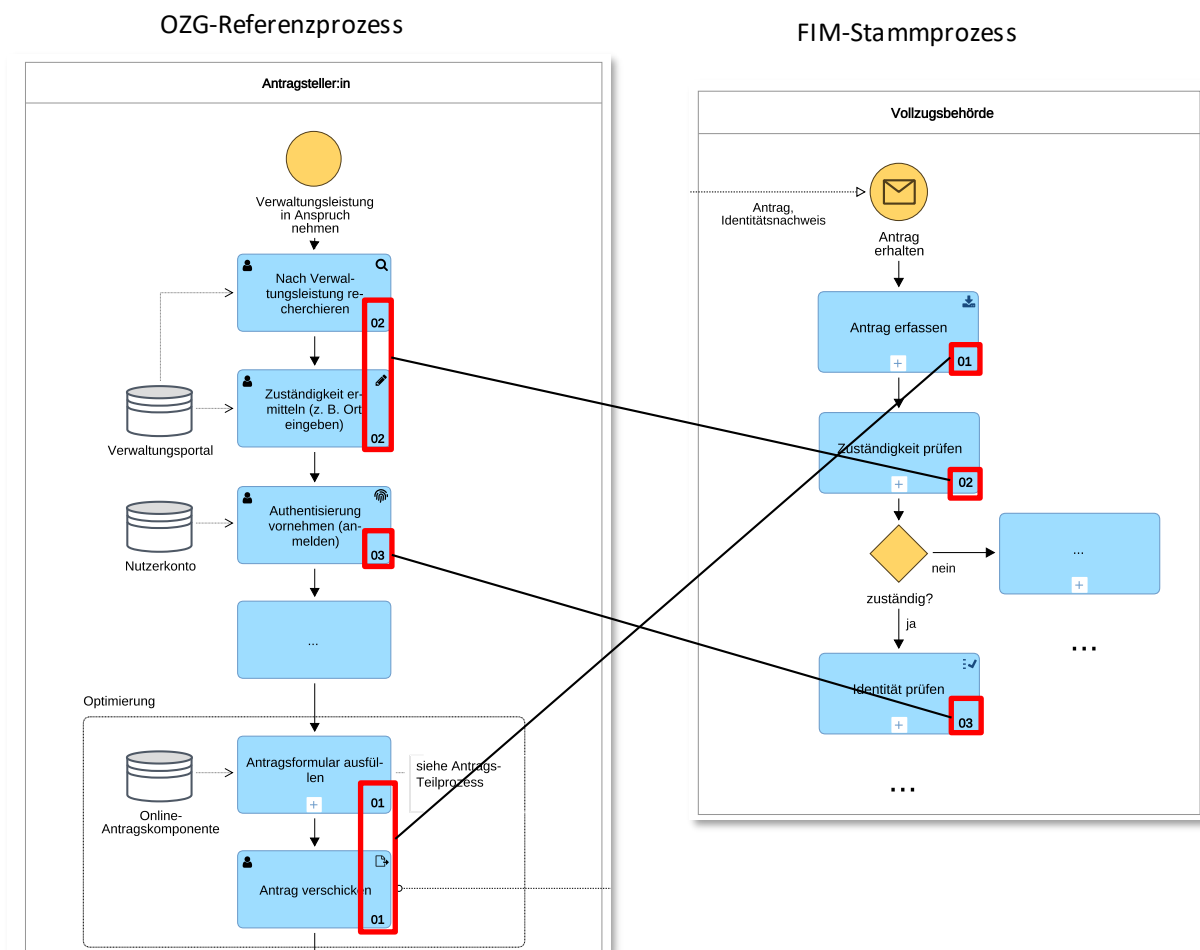 OZG-Referenzprozess
Antragsteller:in
Verwaltungsleistung
in Anspruch
nehmen
Nach Verwal-
tungsleistung re-
cherchieren
02
Zuständigkeit er-
mitteln (z. B. Ort
eingeben)
02
Verwaltungsportal
Authentisierung
vornehmen (an-
melden)
03
Nutzerkonto
...
Optimierung
Antragsformular ausfül-
len
01
siehe Antrags-
Teilprozess
Online-
Antragskomponente
Antrag verschicken
01
FIM-Stammprozess
Vollzugsbehörde
Antrag,
Identitätsnachweis
Antrag
erhalten
Antrag erfassen
01
Zuständigkeit prüfen
02
nein
...
zuständig?
ja
...
Identität prüfen
03
...